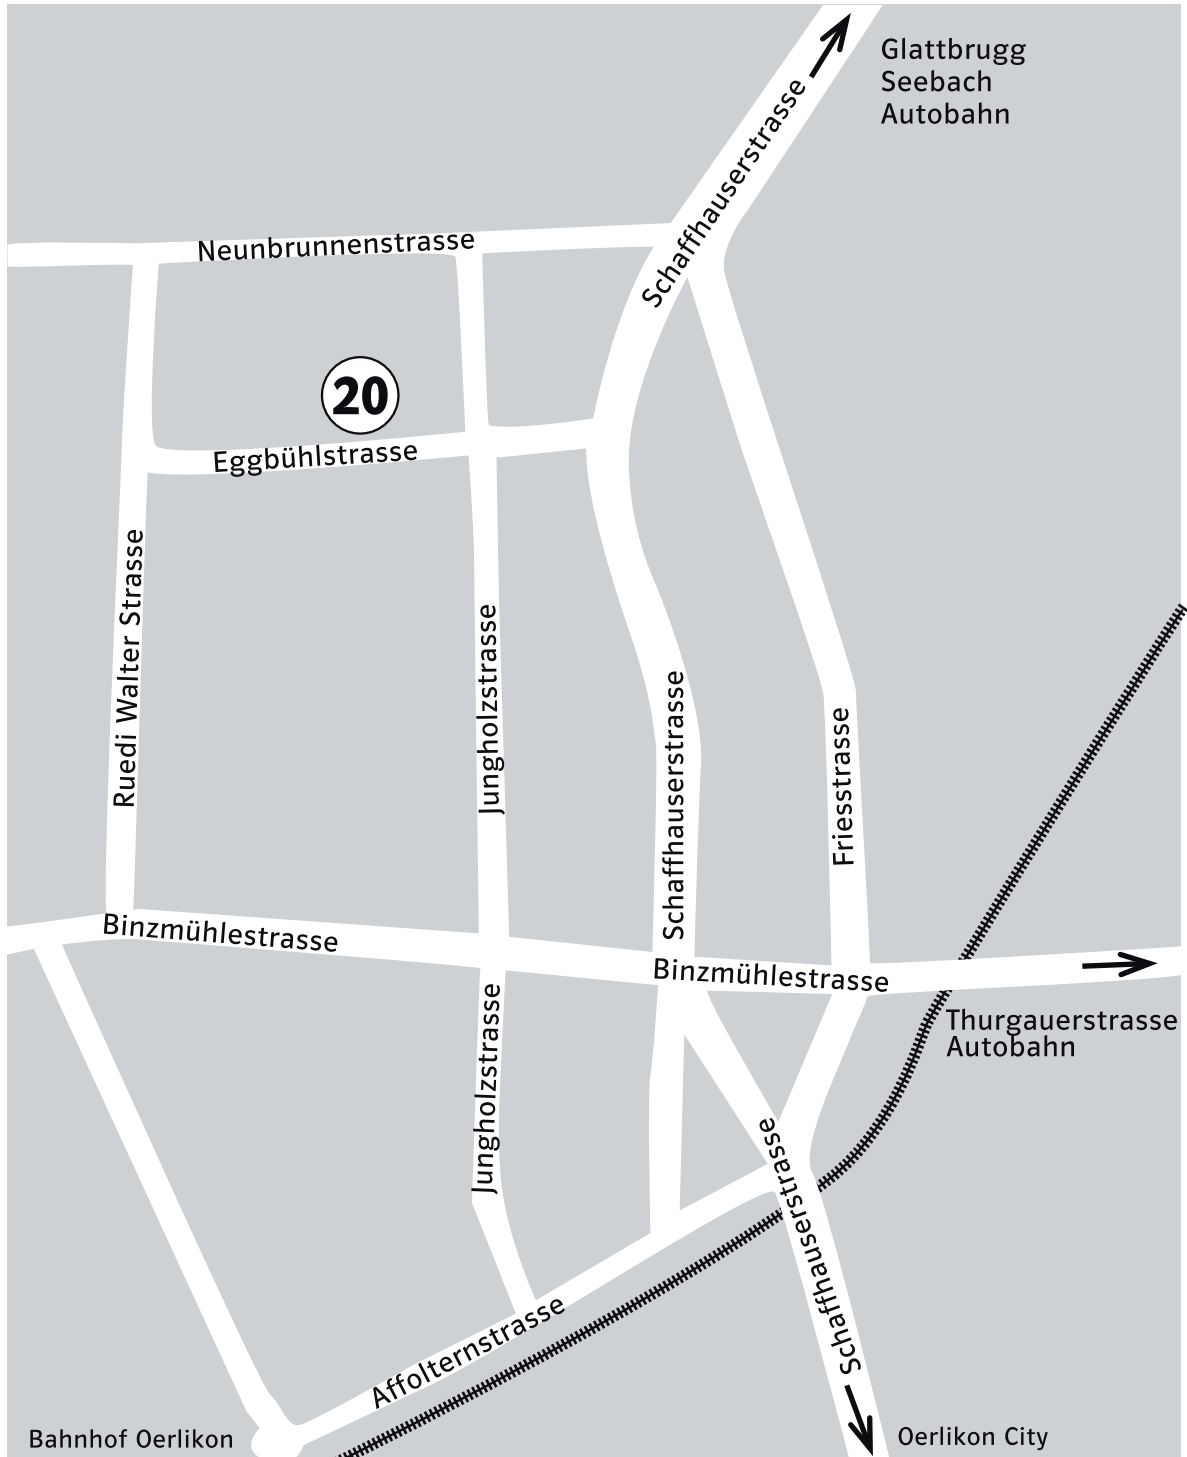 Glattbrugg
Seebach
Autobahn
Schaffhauserstrasse
Neunbrunnenstrasse
20
Eggbühlstrasse
Ruedi Walter Strasse
Jungholzstrasse
Schaffhauserstrasse
Friesstrasse
Binzmühlestrasse
Binzmühlestrasse
Thurgauerstrasse
Autobahn
Jungholzstrasse
Schaffhauserstrasse
Affolternstrasse
Bahnhof Oerlikon
Oerlikon City